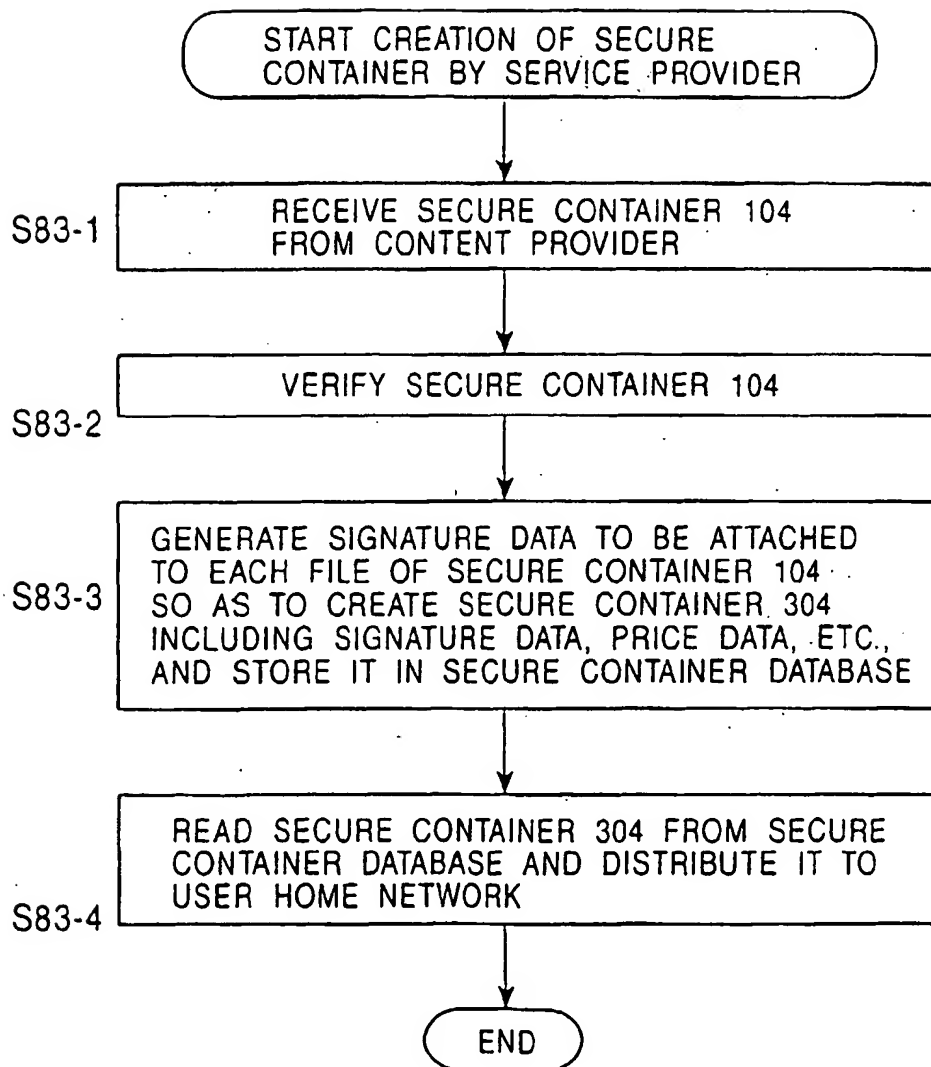 START CREATION OF SECURE
CONTAINER BY SERVICE PROVIDER
S83-1
RECEIVE SECURE CONTAINER 104
FROM CONTENT PROVIDER
VERIFY SECURE CONTAINER 104
S83-2
GENERATE SIGNATURE DATA TO BE ATTACHED
TO EACH FILE OF SECURE CONTAINER 104
S83-3
SO AS TO CREATE SECURE CONTAINER 304
INCLUDING SIGNATURE DATA, PRICE DATA, ETC.,
AND STORE IT IN SECURE CONTAINER DATABASE
READ SECURE CONTAINER 304 FROM SECURE
CONTAINER DATABASE AND DISTRIBUTE IT TO
USER HOME NETWORK
S83-4
END